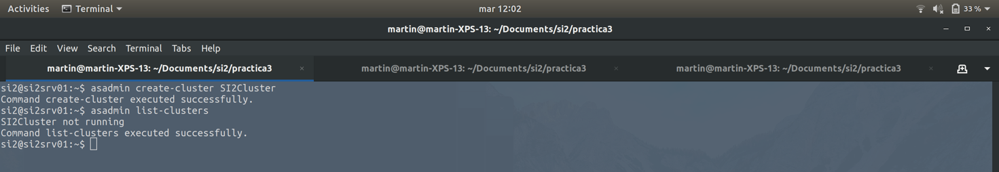 Activities Terminal mar 12:02 33 %
martin@martin-XPS-13: ~/Documents/si2/practica3
File Edit View Search Terminal Tabs Help
martin@martin-XPS-13: ~/Documents/si2/practica3 × martin@martin-XPS-13: ~/Documents/si2/practica3 × martin@martin-XPS-13: ~/Documents/si2/practica3 ×
si2@si2srv01:~$ asadmin create-cluster SI2Cluster
Command create-cluster executed successfully.
si2@si2srv01:~$ asadmin list-clusters
SI2Cluster not running
Command list-clusters executed successfully.
si2@si2srv01:~$